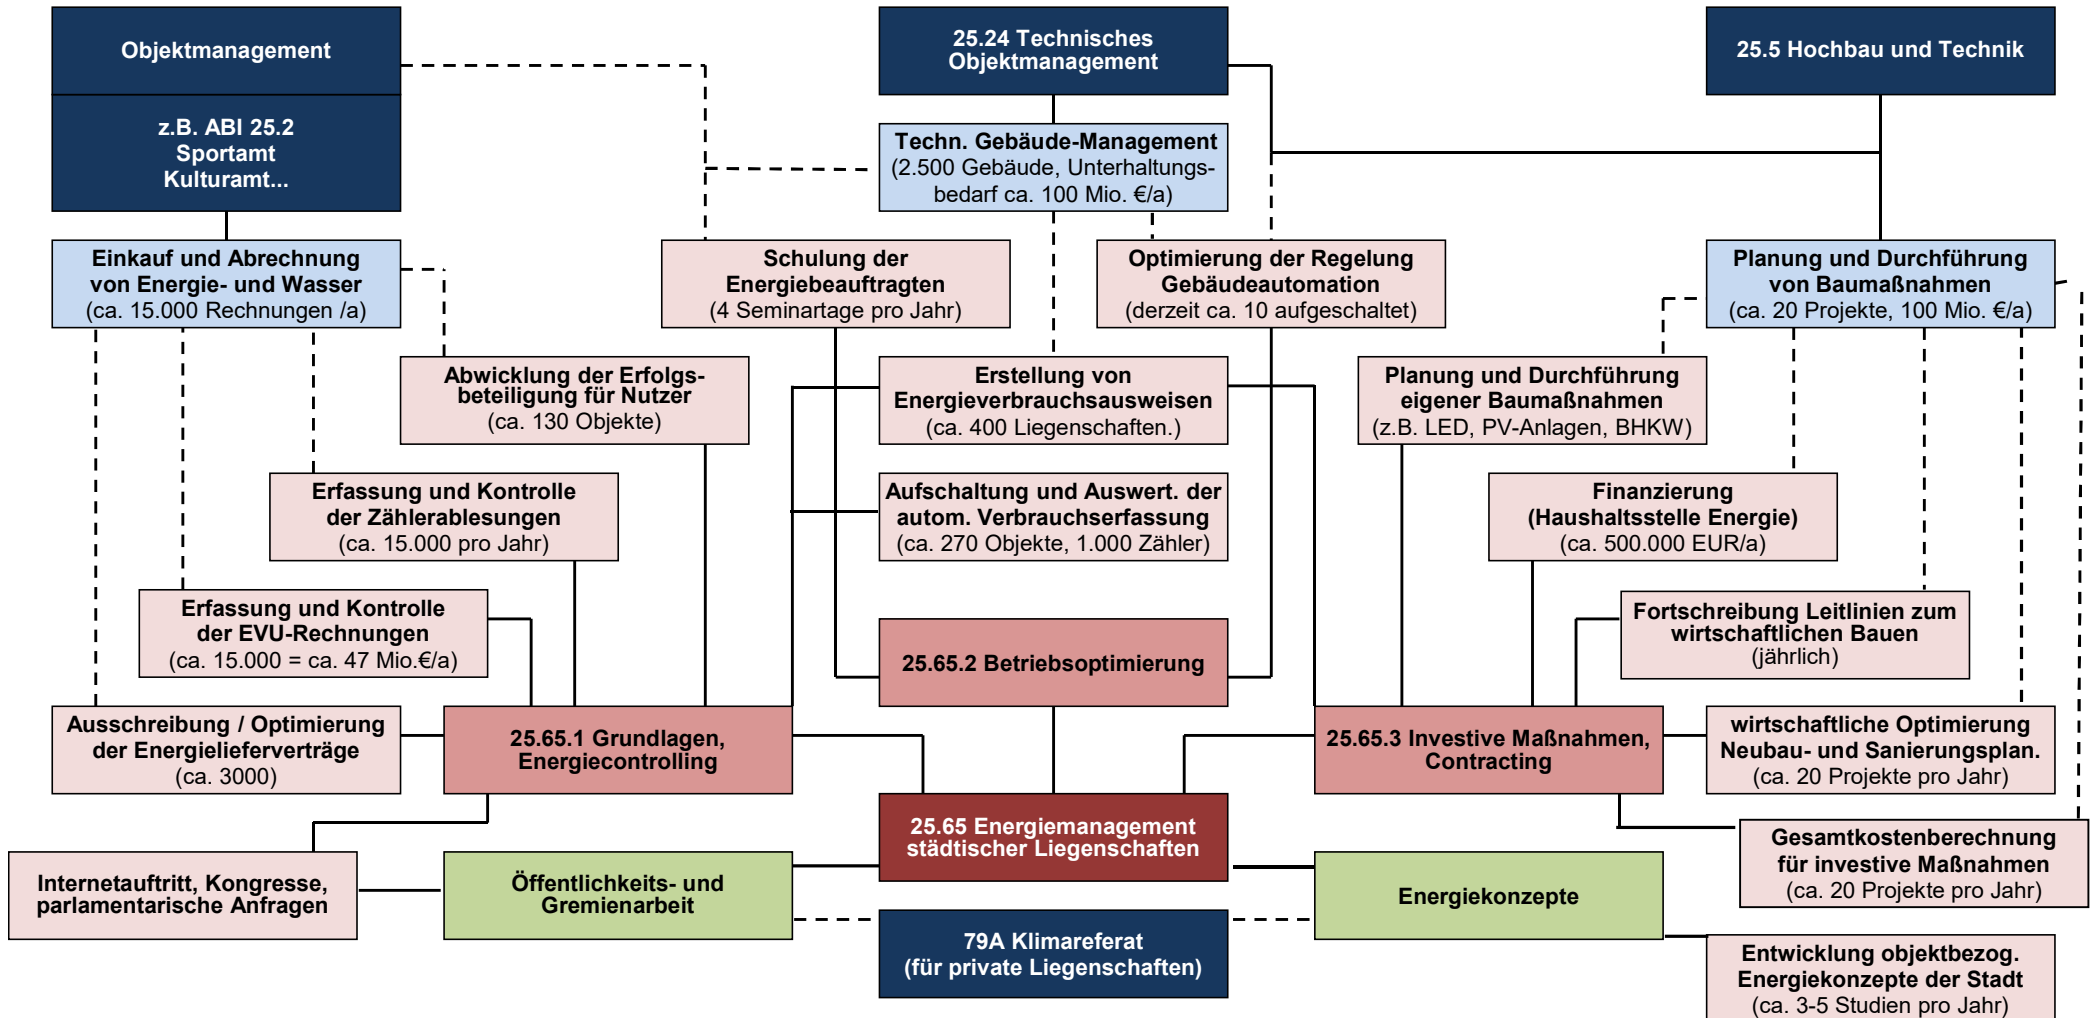 Objektmanagement
z.B. ABI 25.2
Sportamt
Kulturamt...
25.24 Technisches
Objektmanagement
25.5 Hochbau und Technik
Techn. Gebäude-Management
(2.500 Gebäude, Unterhaltungs-
bedarf ca. 100 Mio. €/a)
Einkauf und Abrechnung
von Energie- und Wasser
(ca. 15.000 Rechnungen /a)
Schulung der
Energiebeauftragten
(4 Seminartage pro Jahr)
Optimierung der Regelung
Gebäudeautomation
(derzeit ca. 10 aufgeschaltet)
Planung und Durchführung
von Baumaßnahmen
(ca. 20 Projekte, 100 Mio. €/a)
Abwicklung der Erfolgs-
beteiligung für Nutzer
(ca. 130 Objekte)
Erstellung von
Energieverbrauchsausweisen
(ca. 400 Liegenschaften.)
Planung und Durchführung
eigener Baumaßnahmen
(z.B. LED, PV-Anlagen, BHKW)
Erfassung und Kontrolle
der Zählerablesungen
(ca. 15.000 pro Jahr)
Aufschaltung und Auswert. der
autom. Verbrauchserfassung
(ca. 270 Objekte, 1.000 Zähler)
Finanzierung
(Haushaltsstelle Energie)
(ca. 500.000 EUR/a)
Erfassung und Kontrolle
der EVU-Rechnungen
(ca. 15.000 = ca. 47 Mio.€/a)
25.65.2 Betriebsoptimierung
Fortschreibung Leitlinien zum
wirtschaftlichen Bauen
(jährlich)
Ausschreibung / Optimierung
der Energielieferverträge
(ca. 3000)
25.65.1 Grundlagen,
Energiecontrolling
25.65.3 Investive Maßnahmen,
Contracting
wirtschaftliche Optimierung
Neubau- und Sanierungsplan.
(ca. 20 Projekte pro Jahr)
25.65 Energiemanagement
städtischer Liegenschaften
Gesamtkostenberechnung
für investive Maßnahmen
(ca. 20 Projekte pro Jahr)
Internetauftritt, Kongresse,
parlamentarische Anfragen
Öffentlichkeits- und
Gremienarbeit
Energiekonzepte
79A Klimareferat
(für private Liegenschaften)
Entwicklung objektbezog.
Energiekonzepte der Stadt
(ca. 3-5 Studien pro Jahr)